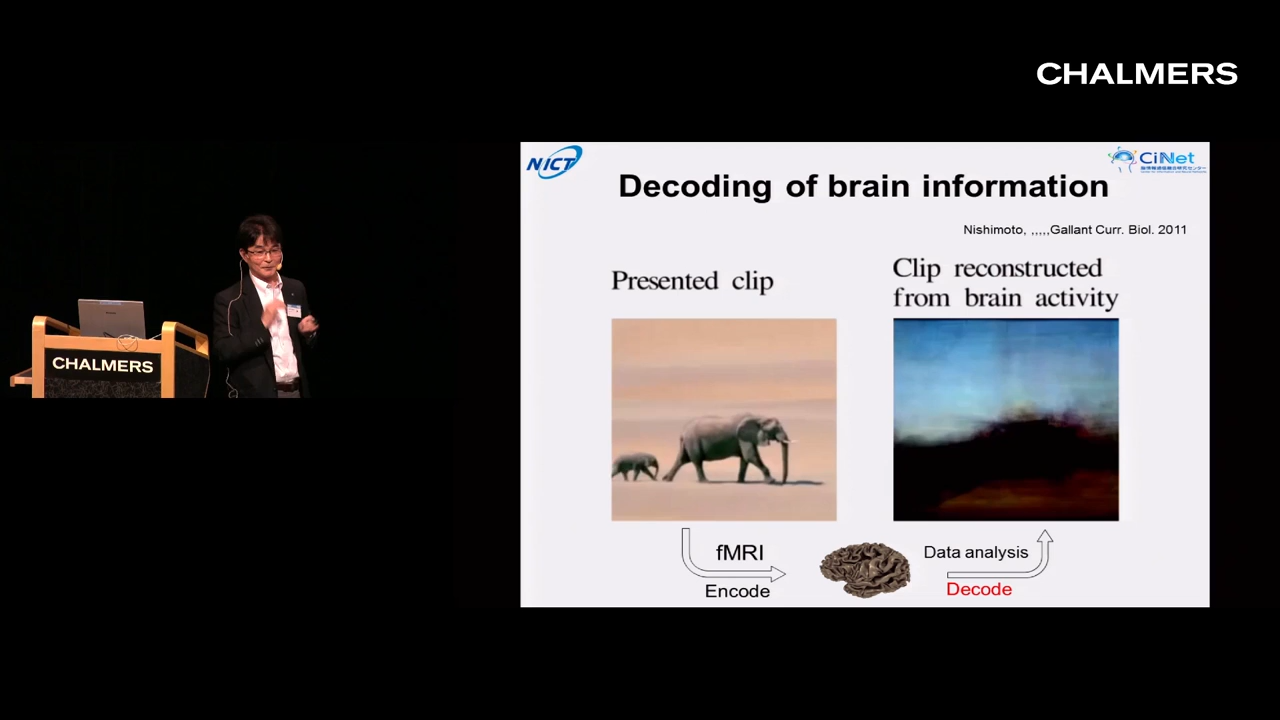 CHALMERS
NICT
CiNet
Decoding of brain information
Nishimoto, ,,,,,Gallant Curr. Biol. 2011
Presented clip
Clip reconstructed
from brain activity
fMRI
Encode
Data analysis
Decode
CHALMERS